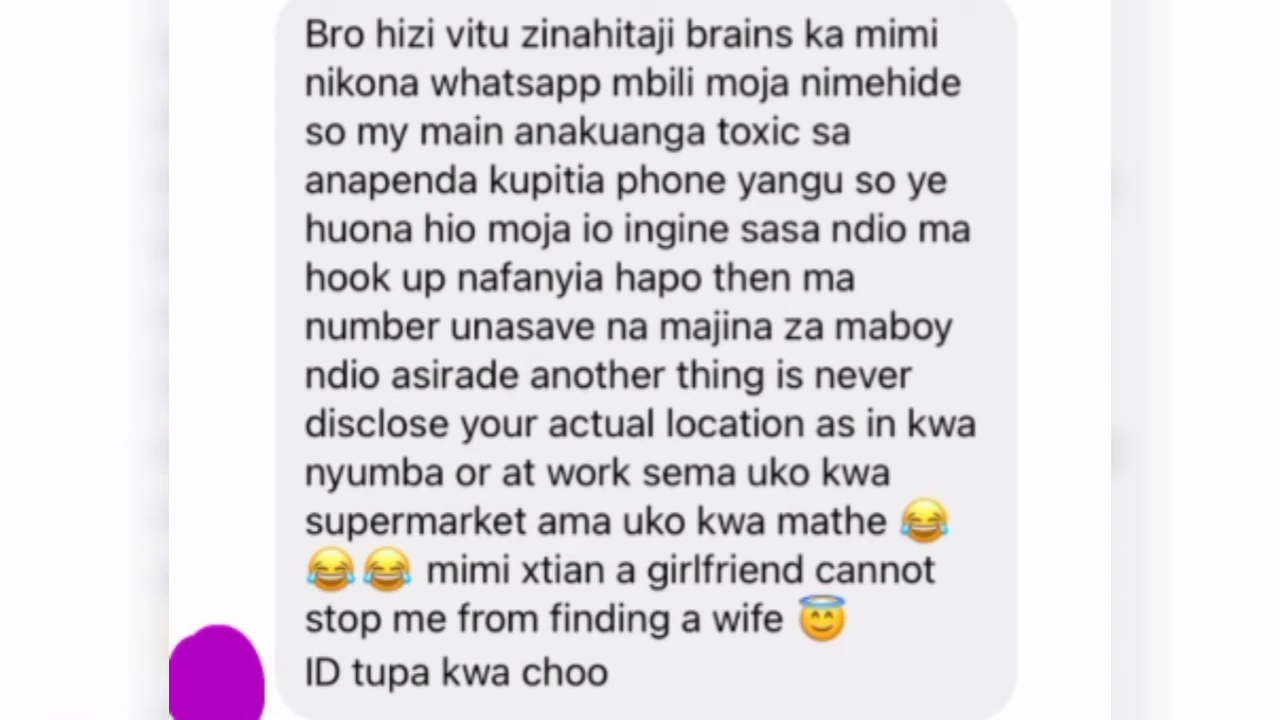 Bro hizi vitu zinahitaji brains ka mimi
nikona whatsapp mbili moja nimehide
so my main anakuanga toxic sa
anapenda kupitia phone yangu so ye
huona hio moja io ingine sasa ndio ma
hook up nafanyia hapo then ma
number unasave na majina za maboy
ndio asirade another thing is never
disclose your actual location as in kwa
nyumba or at work sema uko kwa
supermarket ama uko kwa mathe 😂
😂😂 mimi xtian a girlfriend cannot
stop me from finding a wife 😇
ID tupa kwa choo